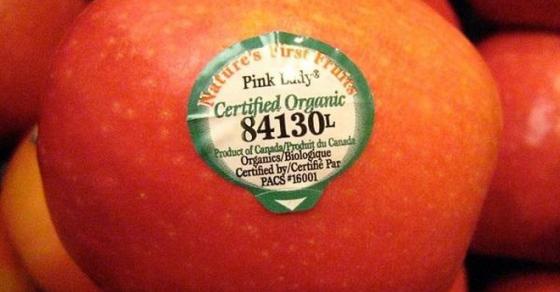 Nature's First Fruits
Pink Lady®
Certified Organic
84130L
Product of Canada/Produit du Canada
Organics/Biologique
Certified by/Certifié Par
PACS #16001